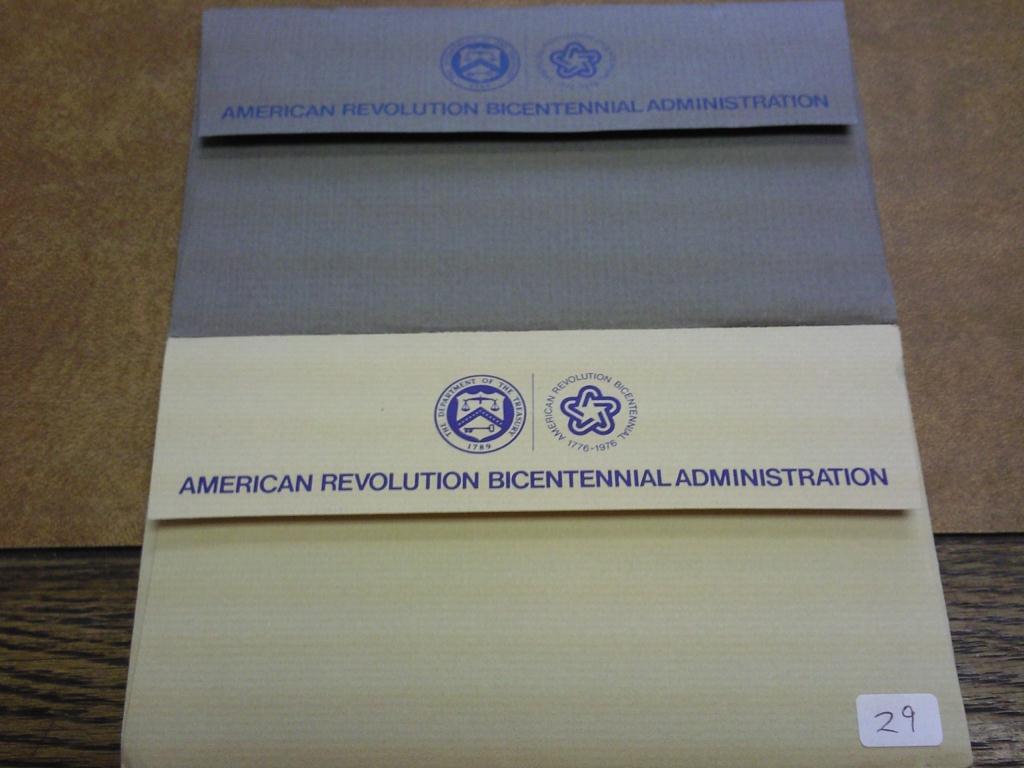 AMERICAN REVOLUTION BICENTENNIAL ADMINISTRATION
THE DEPARTMENT OF THE TREASURY
1789
AMERICAN REVOLUTION BICENTENNIAL
1776-1976
AMERICAN REVOLUTION BICENTENNIAL ADMINISTRATION
29